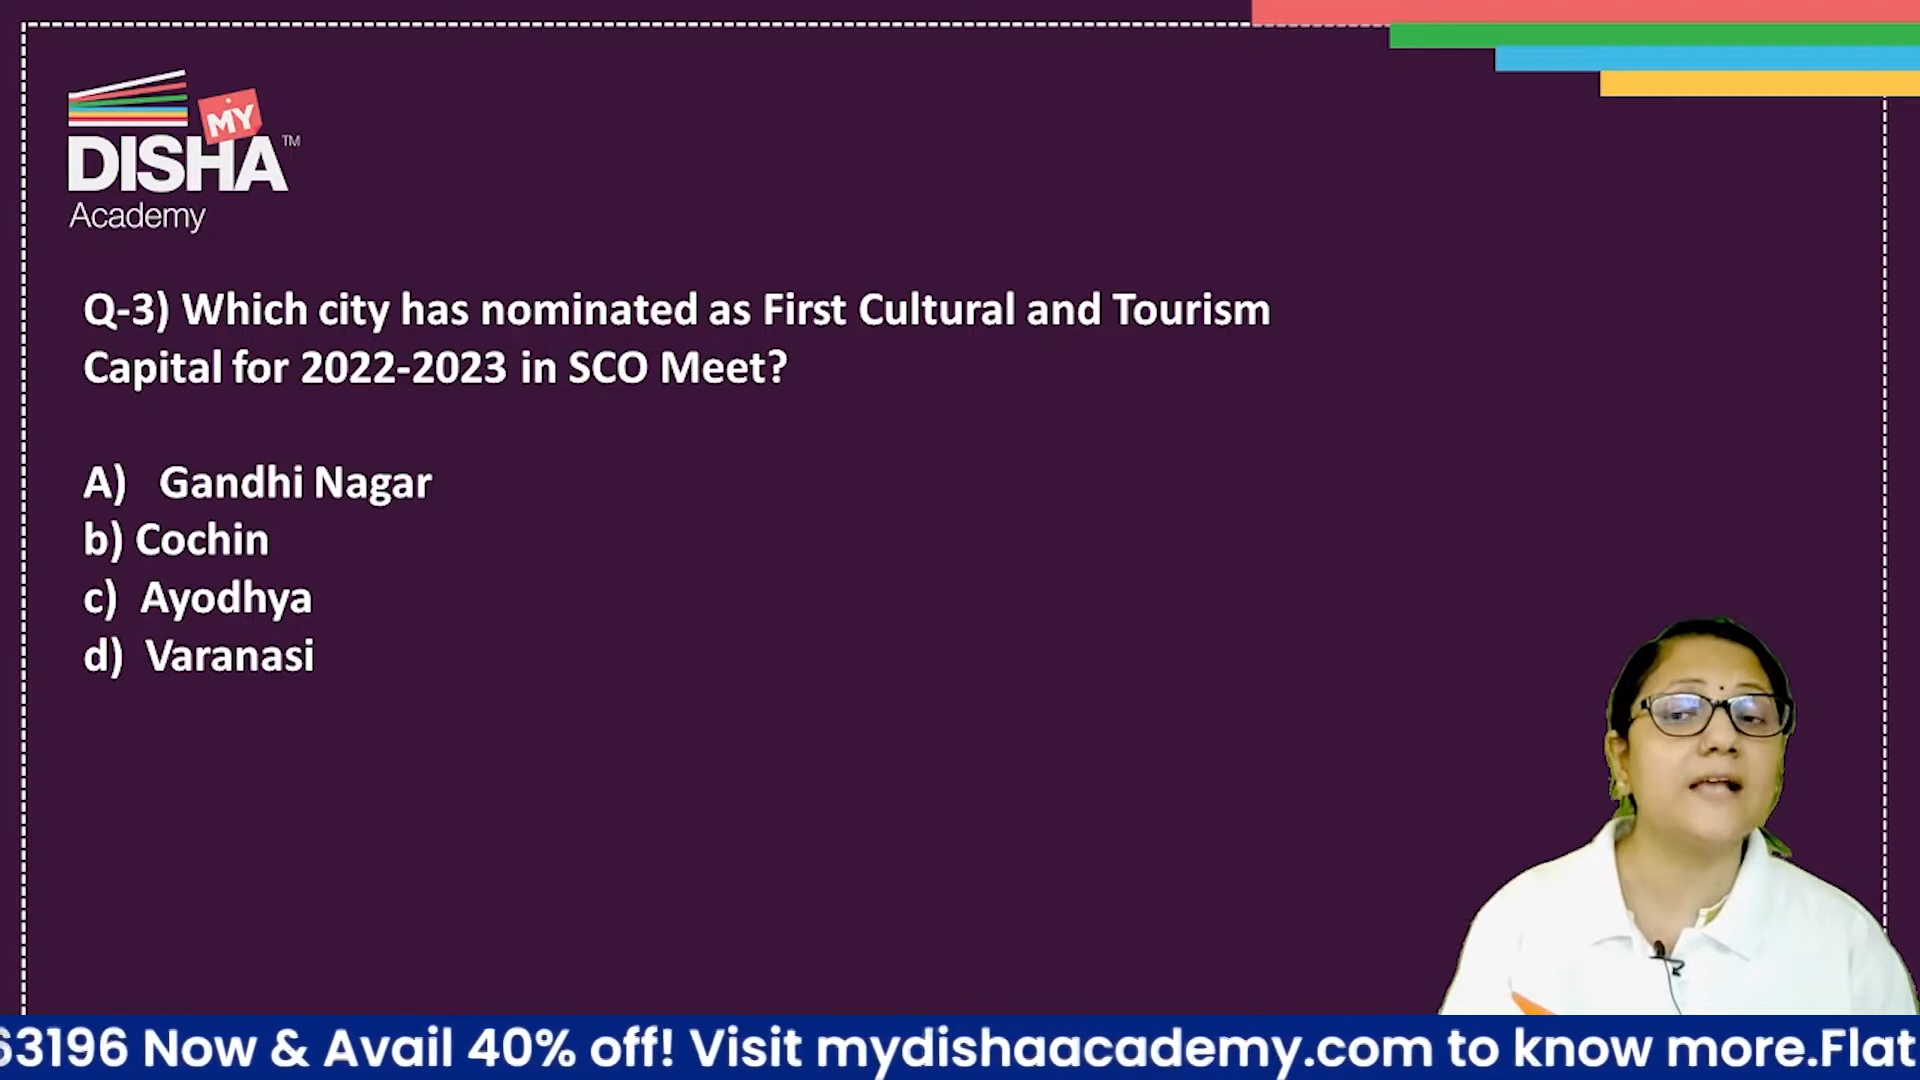 MY
DISHA™
Academy
Q-3) Which city has nominated as First Cultural and Tourism
Capital for 2022-2023 in SCO Meet?
A) Gandhi Nagar
b) Cochin
c) Ayodhya
d) Varanasi
63196 Now & Avail 40% off! Visit mydishaacademy.com to know more.Flat